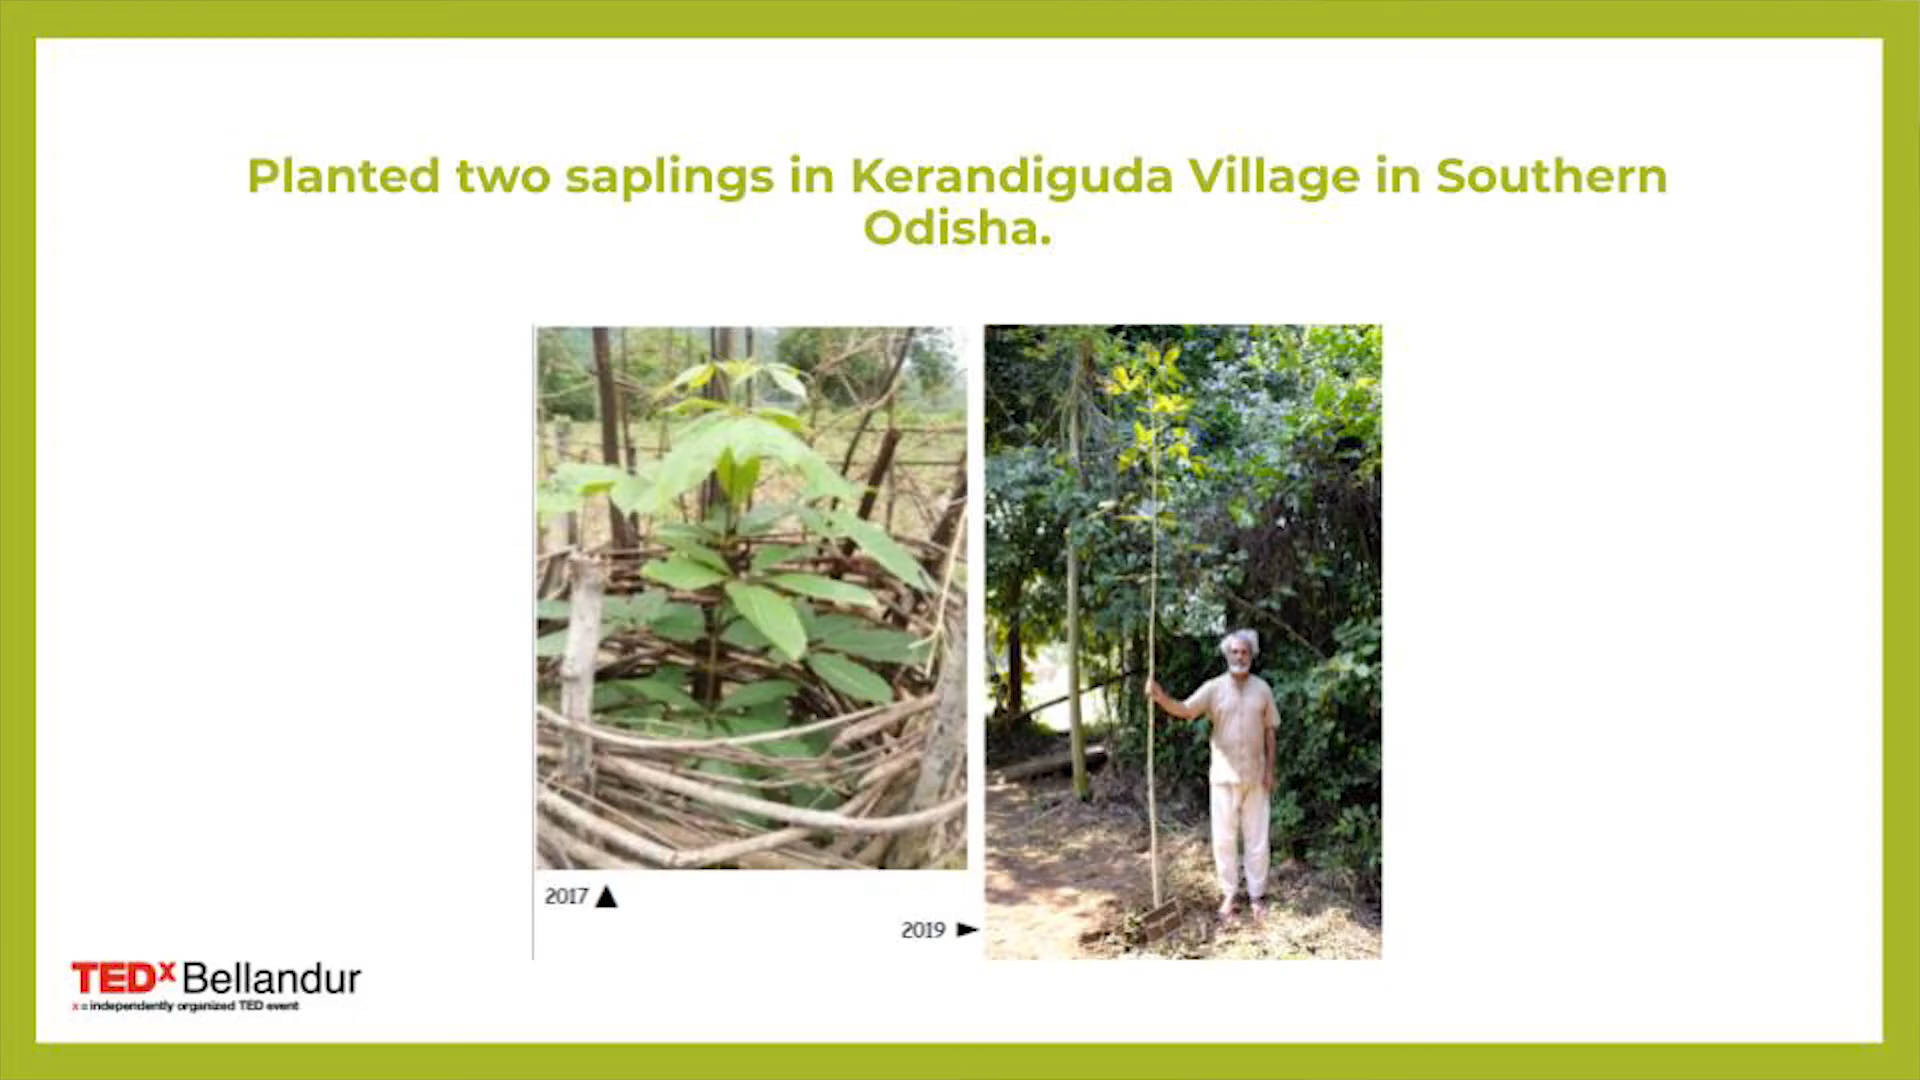 Planted two saplings in Kerandiguda Village in Southern
Odisha.
2017
2019
TEDx Bellandur
x = independently organized TED event